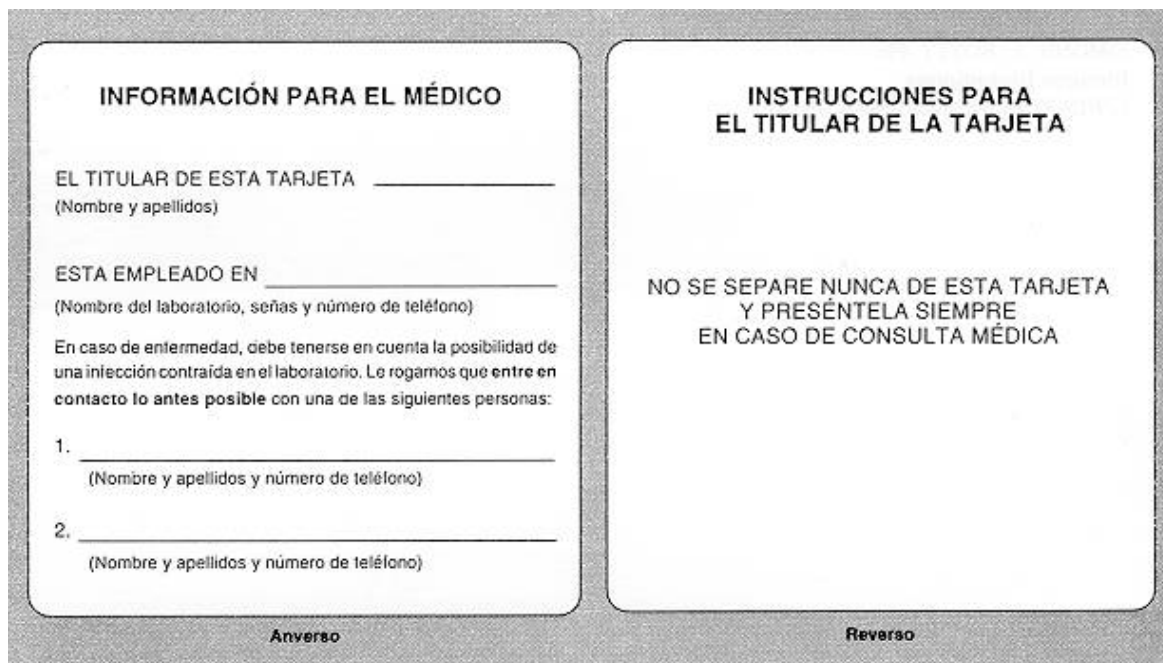 INFORMACIÓN PARA EL MÉDICO
EL TITULAR DE ESTA TARJETA
(Nombre y apellidos)
ESTA EMPLEADO EN
(Nombre del laboratorio, señas y número de teléfono)
En caso de enfermedad, debe tenerse en cuenta la posibilidad de
una infección contraída en el laboratorio. Le rogamos que entre en
contacto lo antes posible con una de las siguientes personas:
1.
(Nombre y apellidos y número de teléfono)
2.
(Nombre y apellidos y número de teléfono)
Anverso
INSTRUCCIONES PARA
EL TITULAR DE LA TARJETA
NO SE SEPARE NUNCA DE ESTA TARJETA
Y PRESÉNTELA SIEMPRE
EN CASO DE CONSULTA MÉDICA
Reverso